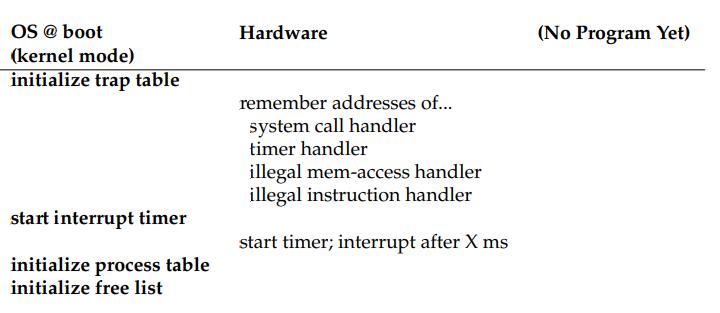 OS @ boot Hardware (No Program Yet)
(kernel mode)
initialize trap table
remember addresses of...
system call handler
timer handler
illegal mem-access handler
illegal instruction handler
start interrupt timer
start timer; interrupt after X ms
initialize process table
initialize free list